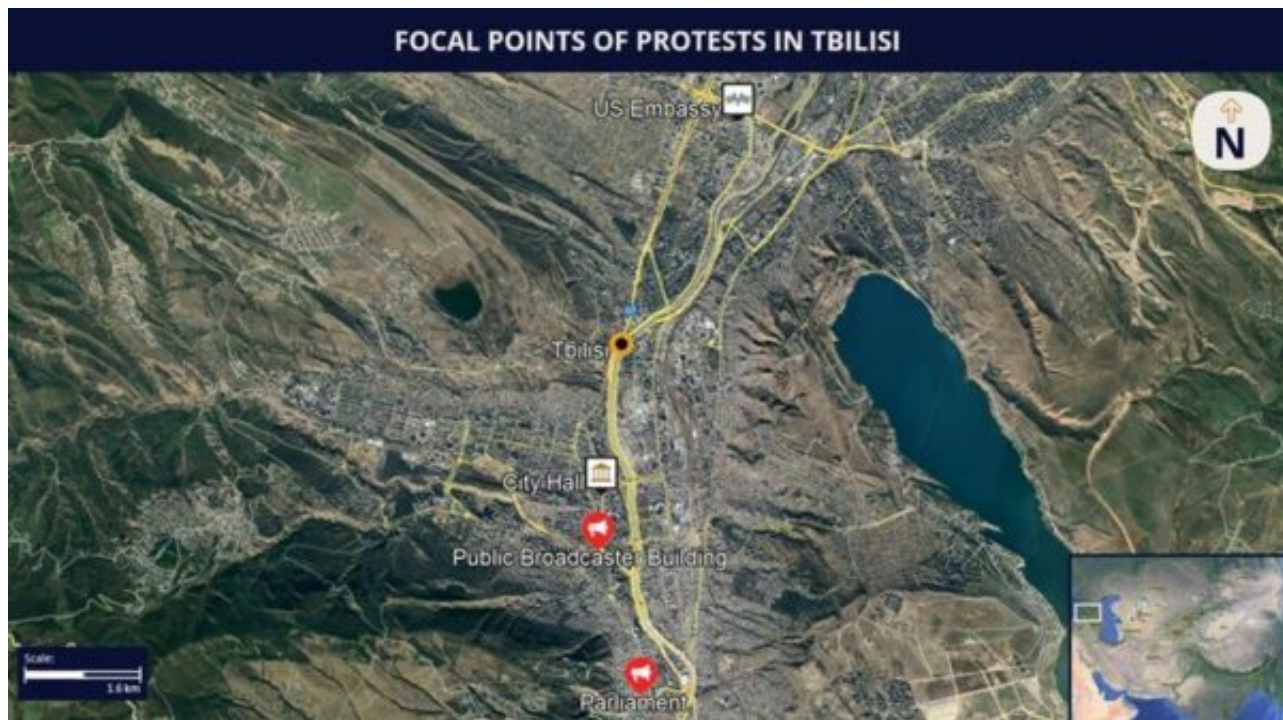 FOCAL POINTS OF PROTESTS IN TBILISI
US Embassy
N
Tbilisi
City Hall
Public Broadcaster Building
Scale:
1.6 km
Parliament